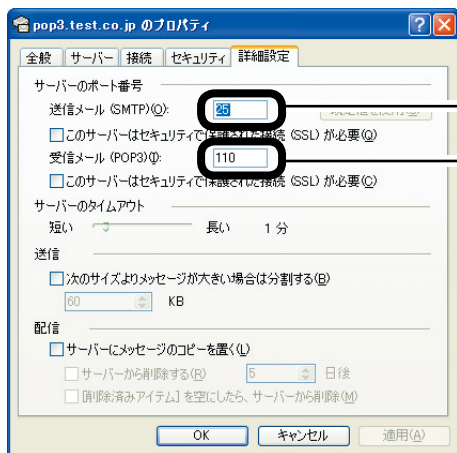 pop3.test.co.jp のプロパティ
全般 サーバー 接続 セキュリティ 詳細設定
サーバーのポート番号
送信メール (SMTP)(O): 25
このサーバーはセキュリティで保護された接続 (SSL) が必要(Q)
受信メール (POP3)(I): 110
このサーバーはセキュリティで保護された接続 (SSL) が必要(C)
サーバーのタイムアウト
短い 長い 1 分
送信
次のサイズよりメッセージが大きい場合は分割する(B)
60 KB
配信
サーバーにメッセージのコピーを置く(L)
サーバーから削除する(R) 5 日後
[削除済みアイテム] を空にしたら、サーバーから削除(M)
OK キャンセル 適用(A)